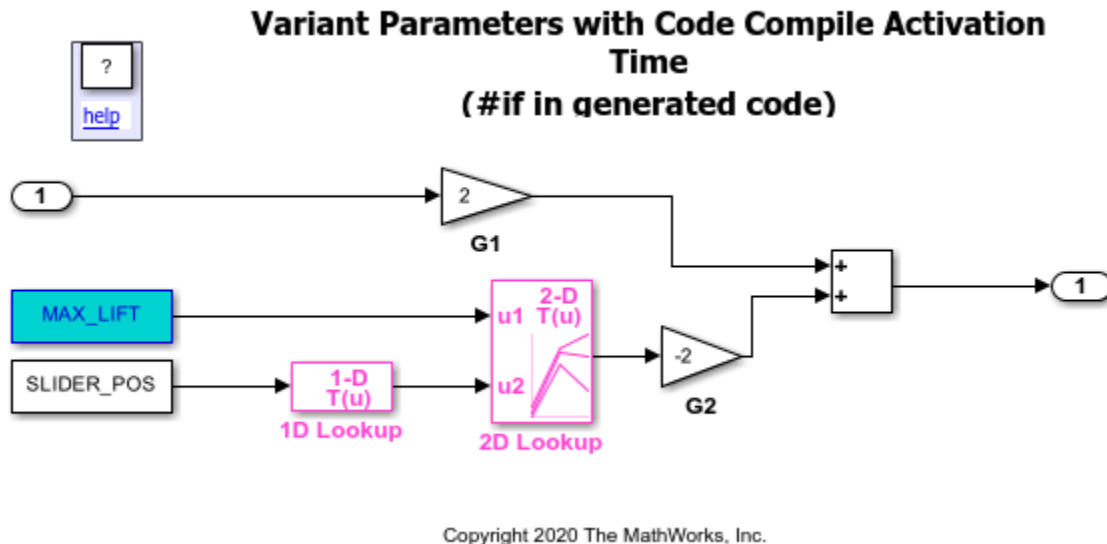 Variant Parameters with Code Compile Activation
Time
(#if in generated code)
?
help
1
2
G1
+
+
1
MAX_LIFT
u1
2-D
T(u)
-2
G2
SLIDER_POS
1-D
T(u)
1D Lookup
u2
2D Lookup
Copyright 2020 The MathWorks, Inc.